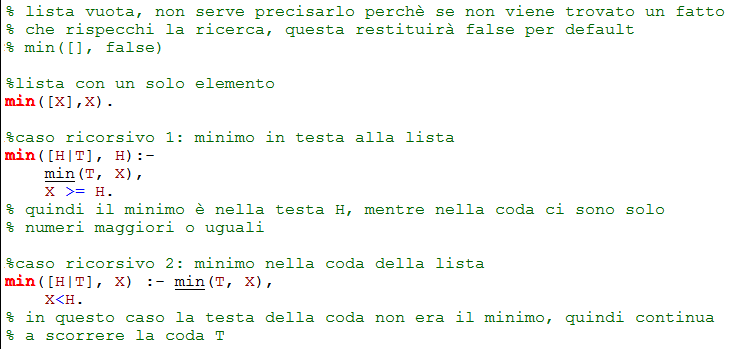 % lista vuota, non serve precisarlo perchè se non viene trovato un fatto
% che rispecchi la ricerca, questa restituirà false per default
% min([], false)
%lista con un solo elemento
min([X],X).
%caso ricorsivo 1: minimo in testa alla lista
min([H|T], H):-
min(T, X),
X >= H.
% quindi il minimo è nella testa H, mentre nella coda ci sono solo
% numeri maggiori o uguali
%caso ricorsivo 2: minimo nella coda della lista
min([H|T], X) :- min(T, X),
X<H.
% in questo caso la testa della coda non era il minimo, quindi continua
% a scorrere la coda T